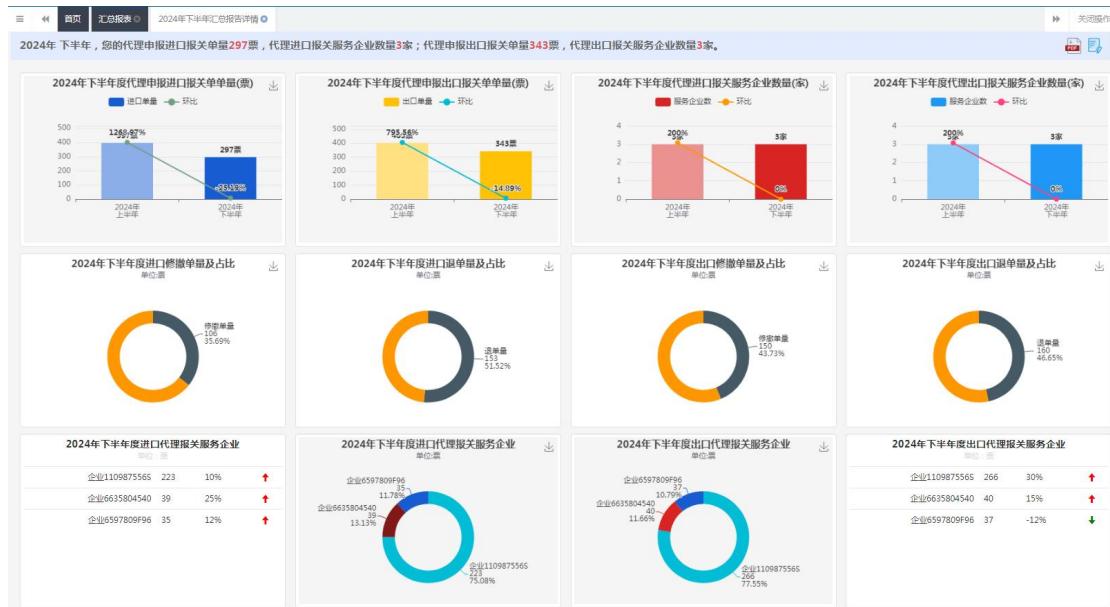 首页 汇总报表 2024年下半年汇总报告详情 关闭操作
2024年 下半年，您的代理申报进口报关单量297票，代理进口报关服务企业数量3家；代理申报出口报关单量343票，代理出口报关服务企业数量3家。
PDF
2024年下半年度代理申报进口报关单单量(票)
进口单量 环比
500
400
300
200
100
0
1268.97%
297票
2024年
上半年
2024年
下半年
2024年下半年度代理申报出口报关单单量(票)
出口单量 环比
500
400
300
200
100
0
795.56%
343票
-14.89%
2024年
上半年
2024年
下半年
2024年下半年度代理进口报关服务企业数量(家)
服务企业数 环比
4
3
2
1
0
200%
3家
3家
0%
2024年
上半年
2024年
下半年
2024年下半年度代理出口报关服务企业数量(家)
服务企业数 环比
4
3
2
1
0
200%
3家
3家
0%
2024年
上半年
2024年
下半年
2024年下半年度进口修撤单量及占比
单位:票
修撤单量
106
35.69%
2024年下半年度进口退单量及占比
单位:票
退单量
153
51.52%
2024年下半年度出口修撤单量及占比
单位:票
修撤单量
150
43.73%
2024年下半年度出口退单量及占比
单位:票
退单量
160
46.65%
2024年下半年度进口代理报关服务企业
单位：票
企业110987556S 223 10%
企业6635804540 39 25%
企业6597809F96 35 12%
2024年下半年度进口代理报关服务企业
单位:票
企业6597809F96
35
11.78%
企业6635804540
39
13.13%
企业110987556S
223
75.08%
2024年下半年度出口代理报关服务企业
单位:票
企业6597809F96
37
10.79%
企业6635804540
40
11.66%
企业110987556S
266
77.55%
2024年下半年度出口代理报关服务企业
单位：票
企业110987556S 266 30%
企业6635804540 40 15%
企业6597809F96 37 -12%